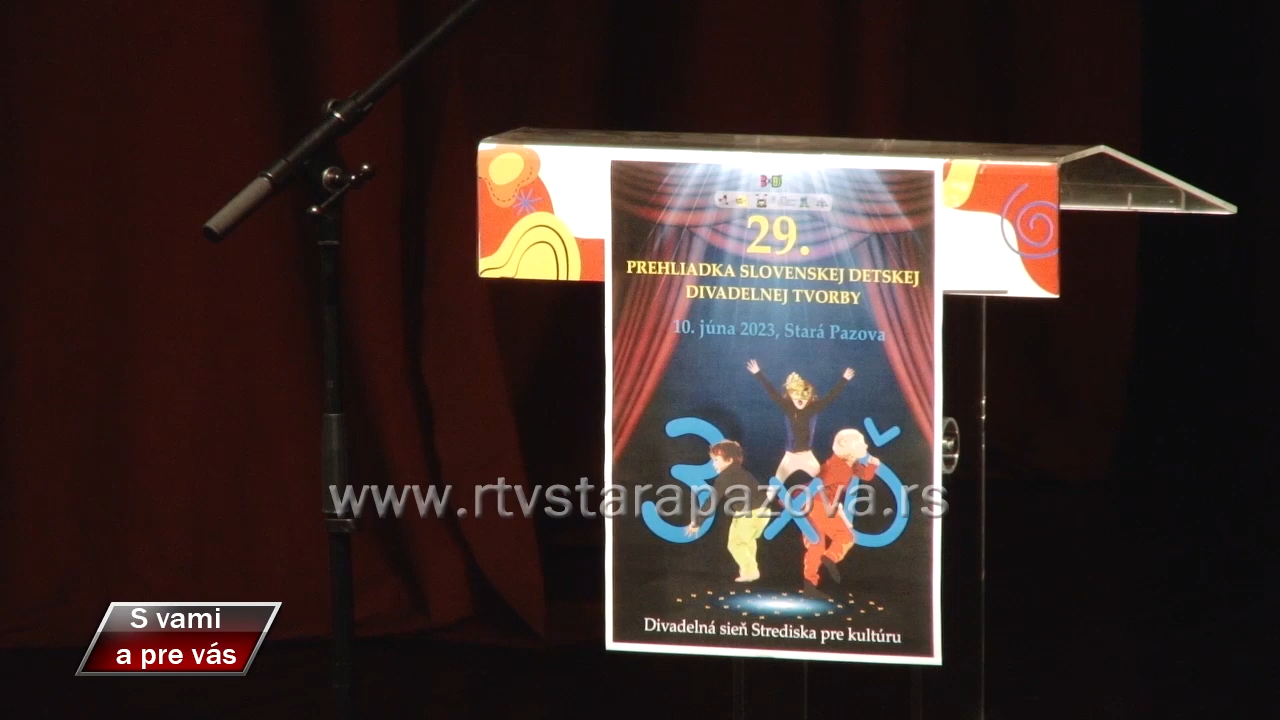 29.
PREHLIADKA SLOVENSKEJ DETSKEJ
DIVADELNEJ TVORBY
10. júna 2023, Stará Pazova
3xĎ
www.rtvstarapazova.rs
Divadelná sieň Strediska pre kultúru
S vami
a pre vás